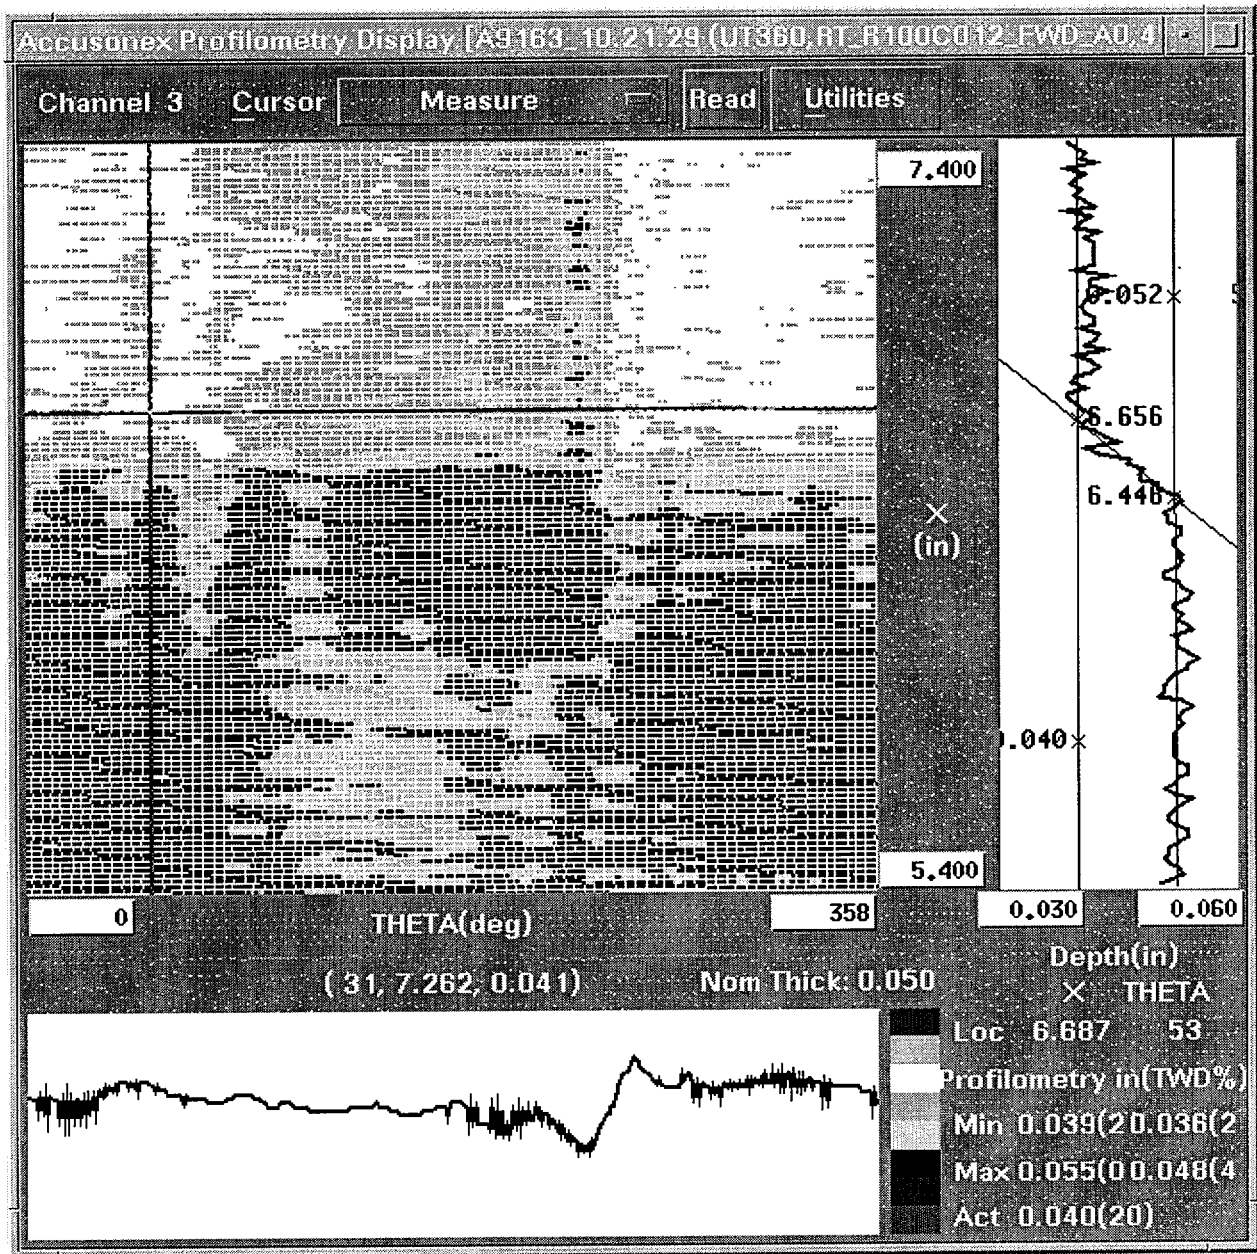 Accusonex Profilometry Display [A9163_10.21.29 (UT360,RT_R100C012_FWD_A0,4
Channel 3 Cursor Measure Read Utilities
7.400
0.052
6.656
6.446
X
(in)
0.040
5.400
0 THETA(deg) 358 0.030 0.060
Depth(in)
( 31, 7.262, 0.041) Nom Thick: 0.050
X THETA
Loc 6.687 53
Profilometry in(TWD%)
Min 0.039(2 0.036(2
Max 0.055(0 0.048(4
Act 0.040(20)